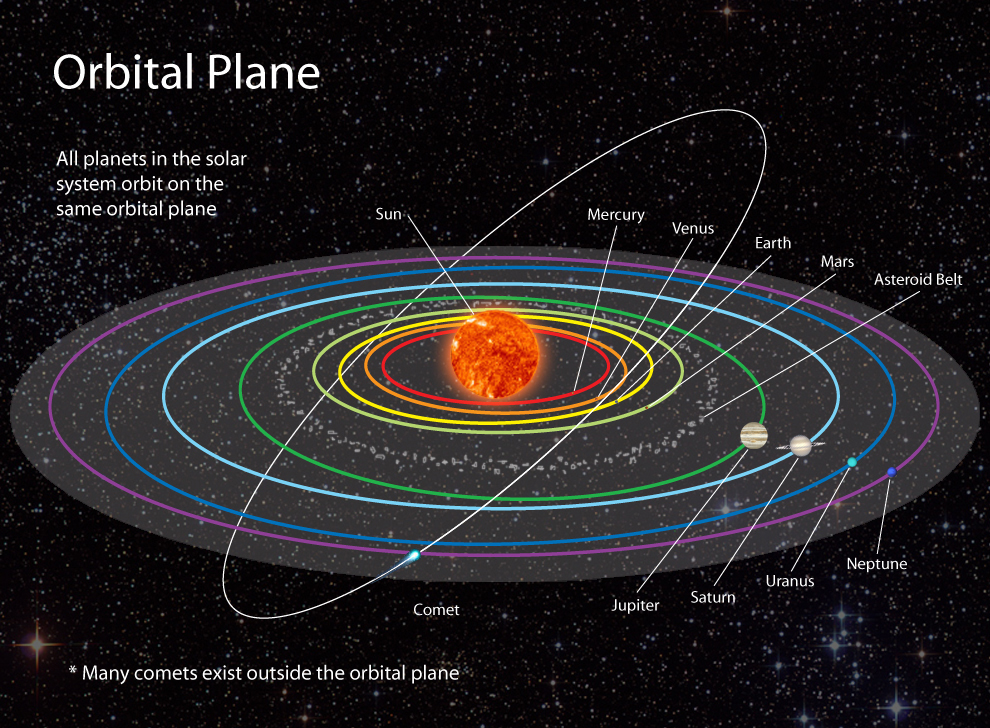 Orbital Plane
All planets in the solar
system orbit on the
same orbital plane
Sun
Mercury
Venus
Earth
Mars
Asteroid Belt
Neptune
Uranus
Saturn
Jupiter
Comet
* Many comets exist outside the orbital plane